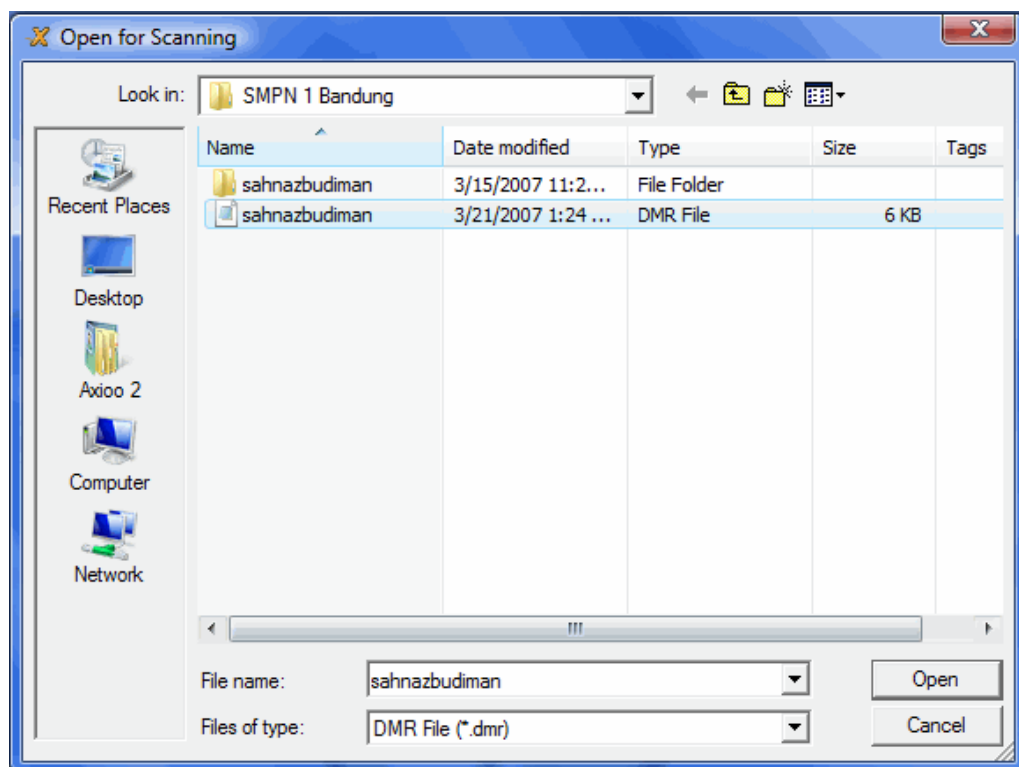 Open for Scanning
Look in: SMPN 1 Bandung
Name Date modified Type Size Tags
sahnazbudiman 3/15/2007 11:2... File Folder
sahnazbudiman 3/21/2007 1:24 ... DMR File 6 KB
Recent Places
Desktop
Axioo 2
Computer
Network
File name: sahnazbudiman Open
Files of type: DMR File (*.dmr) Cancel